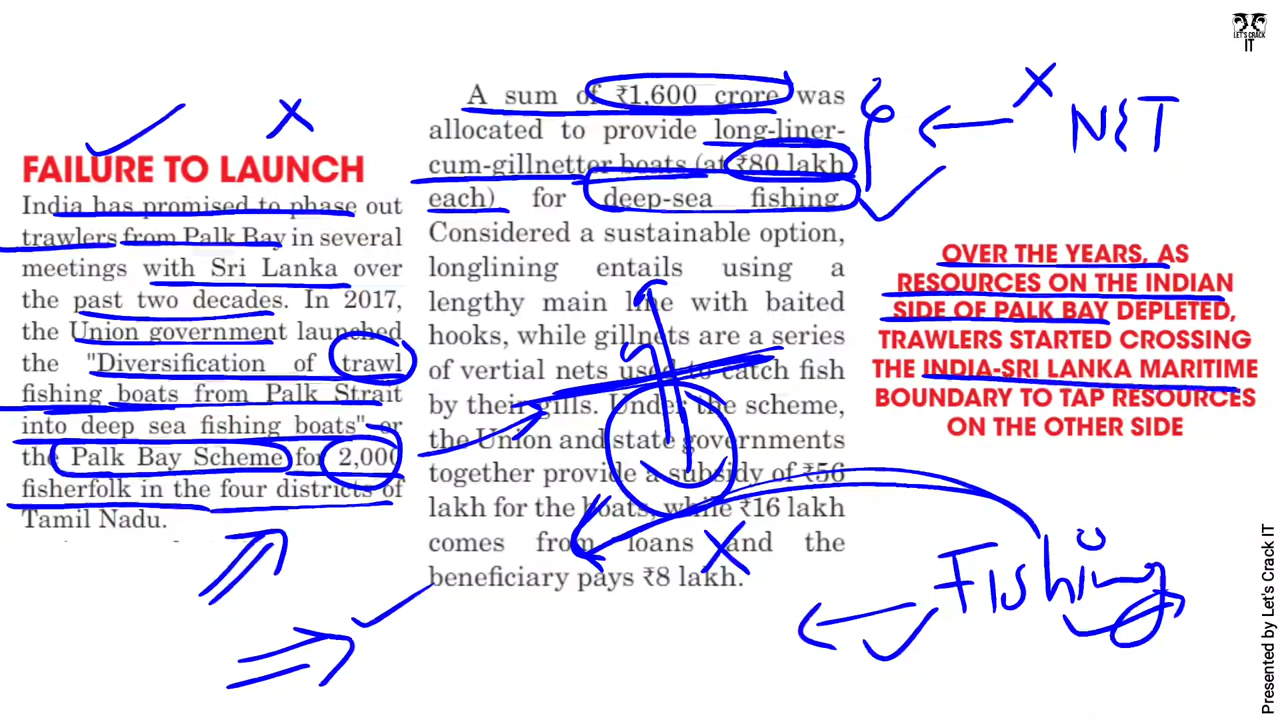 LET'S CRACK
IT
FAILURE TO LAUNCH
India has promised to phase out
trawlers from Palk Bay in several
meetings with Sri Lanka over
the past two decades. In 2017,
the Union government launched
the "Diversification of trawl
fishing boats from Palk Strait
into deep sea fishing boats" or
the Palk Bay Scheme for 2,000
fisherfolk in the four districts of
Tamil Nadu.
A sum of ₹1,600 crore was
allocated to provide long-liner-
cum-gillnetter boats (at ₹80 lakh
each) for deep-sea fishing.
Considered a sustainable option,
longlining entails using a
lengthy main line with baited
hooks, while gillnets are a series
of vertial nets used to catch fish
by their gills. Under the scheme,
the Union and state governments
together provide a subsidy of ₹56
lakh for the boats, while ₹16 lakh
comes from loans and the
beneficiary pays ₹8 lakh.
NET
OVER THE YEARS, AS
RESOURCES ON THE INDIAN
SIDE OF PALK BAY DEPLETED,
TRAWLERS STARTED CROSSING
THE INDIA-SRI LANKA MARITIME
BOUNDARY TO TAP RESOURCES
ON THE OTHER SIDE
Fishing
Presented by Let's Crack IT